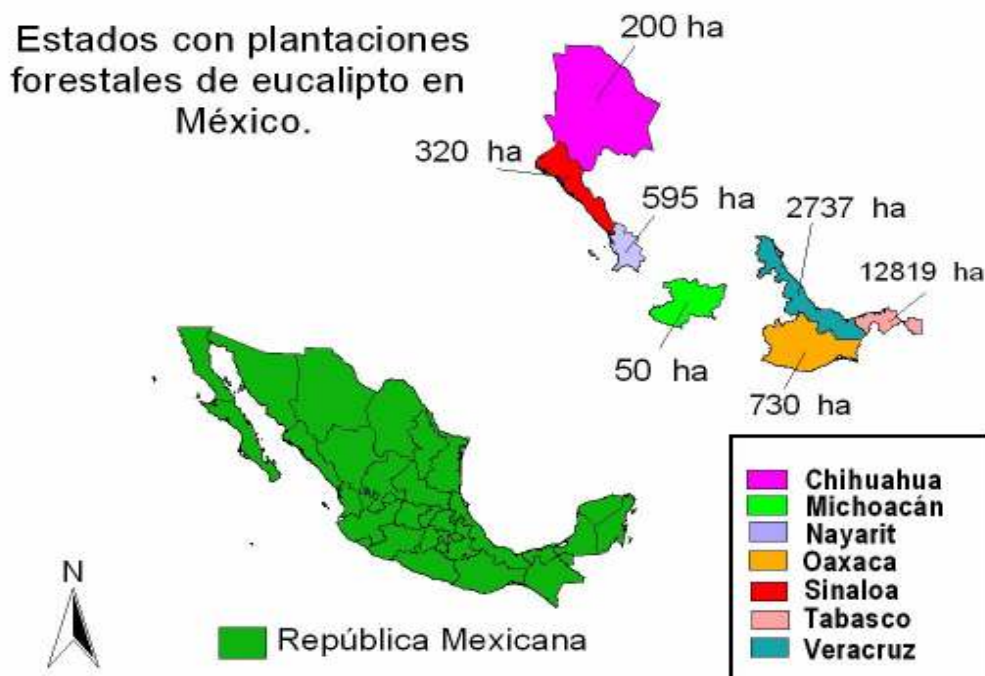 Estados con plantaciones
forestales de eucalipto en
México.
200 ha
320 ha
595 ha
2737 ha
12819 ha
50 ha
730 ha
Chihuahua
Michoacán
Nayarit
Oaxaca
Sinaloa
Tabasco
Veracruz
N
República Mexicana